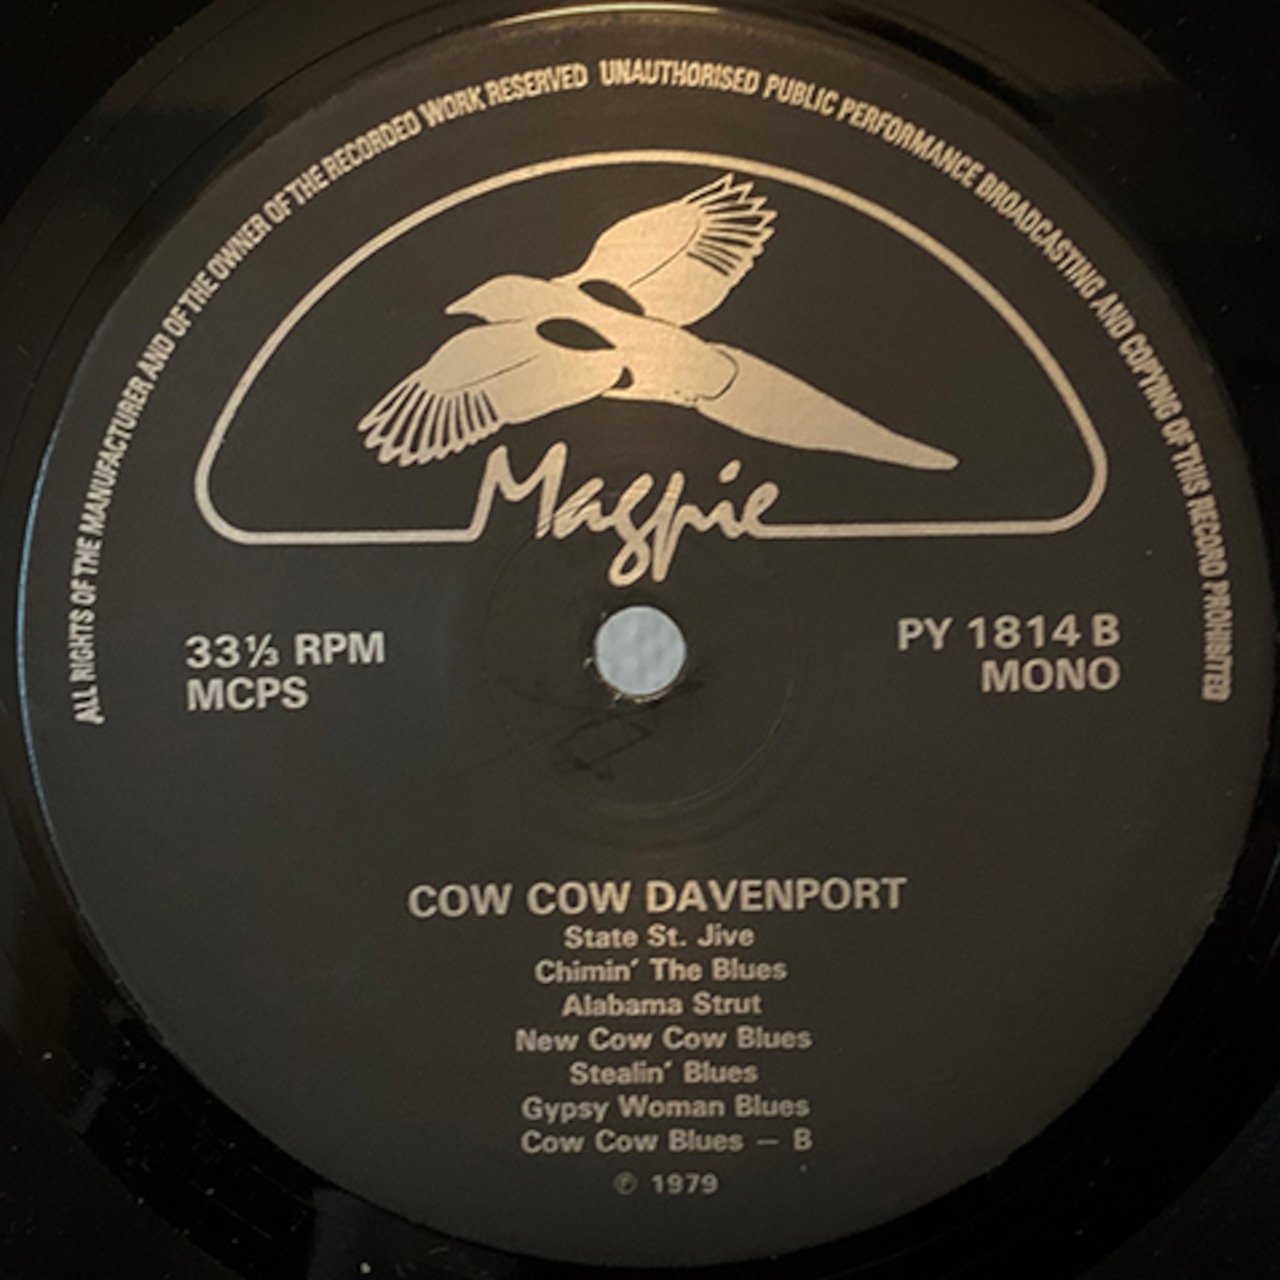 ALL RIGHTS OF THE MANUFACTURER AND OF THE OWNER OF THE RECORDED WORK RESERVED UNAUTHORISED PUBLIC PERFORMANCE BROADCASTING AND COPYING OF THIS RECORD PROHIBITED
Magpie
33⅓ RPM
MCPS
PY 1814 B
MONO
COW COW DAVENPORT
State St. Jive
Chimin' The Blues
Alabama Strut
New Cow Cow Blues
Stealin' Blues
Gypsy Woman Blues
Cow Cow Blues — B
℗ 1979